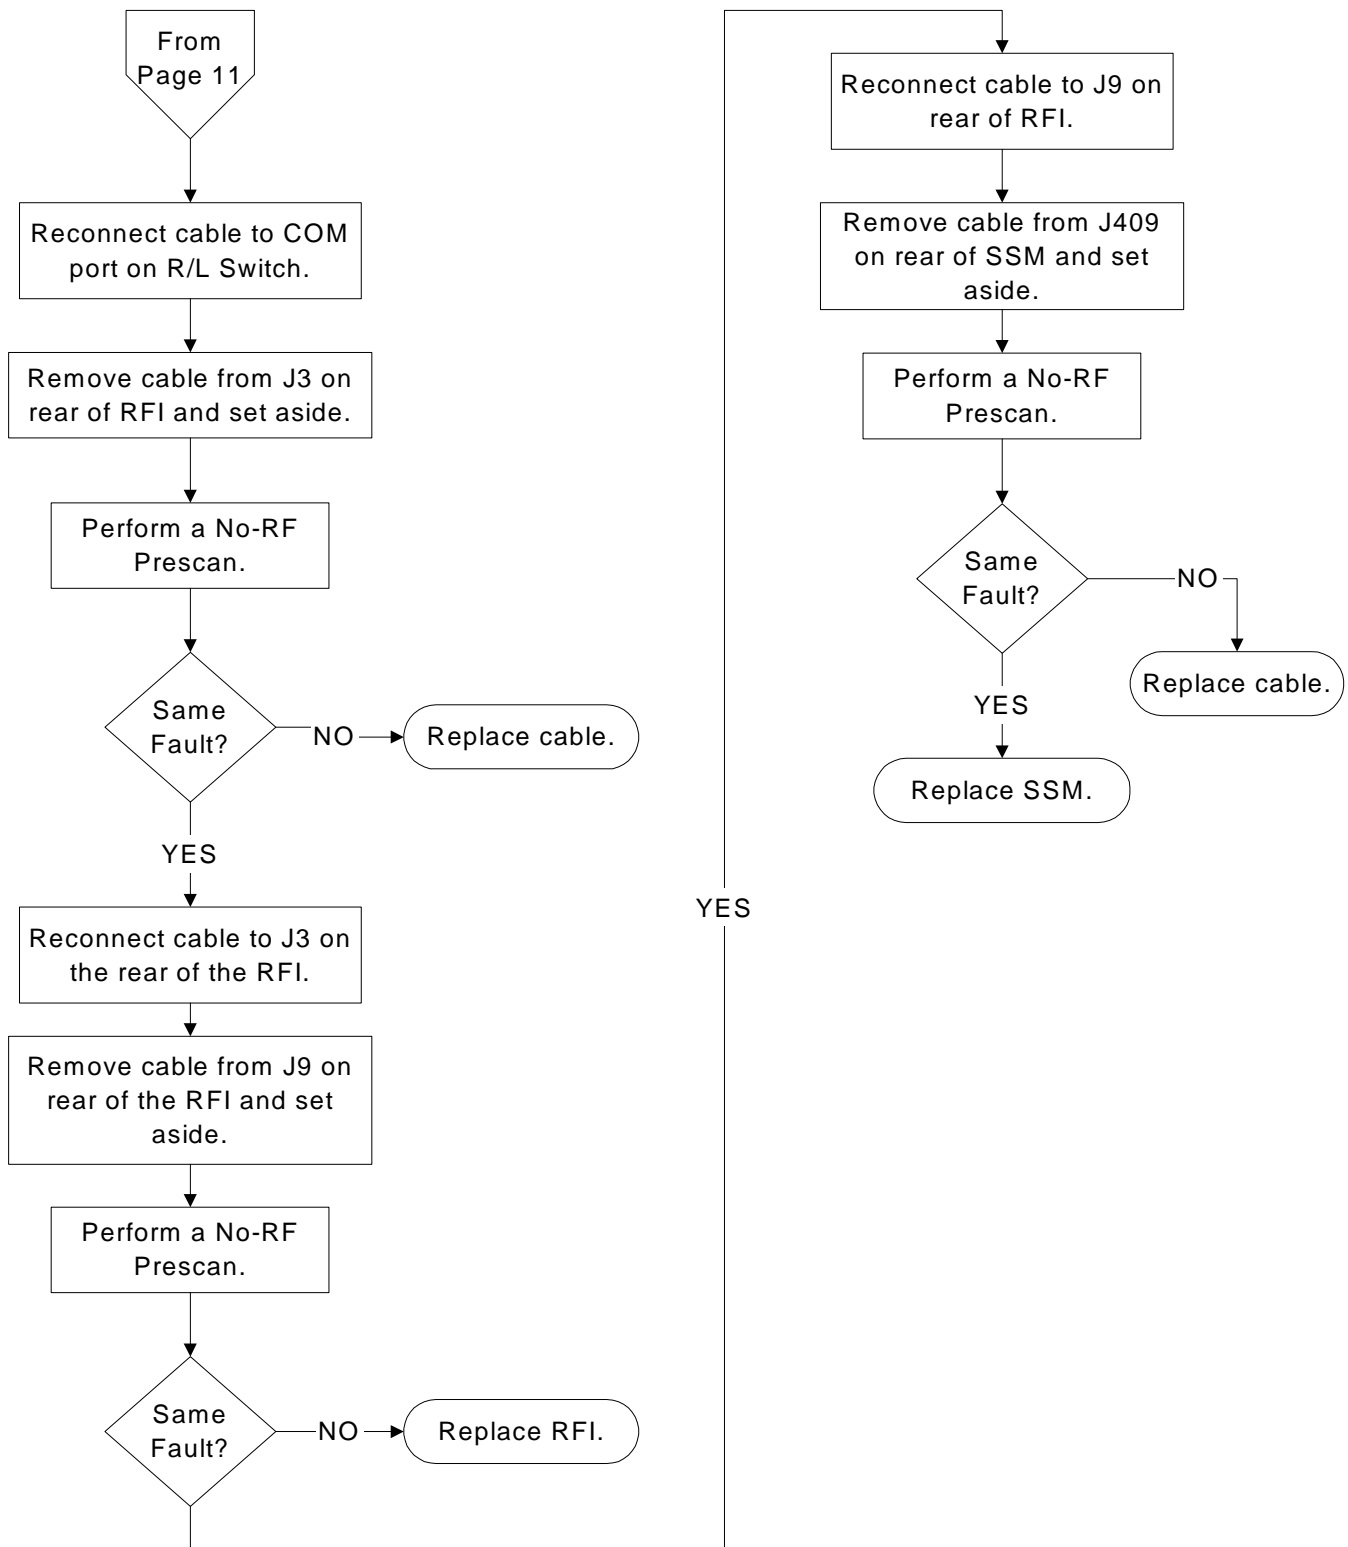 From
Page 11
Reconnect cable to COM
port on R/L Switch.
Remove cable from J3 on
rear of RFI and set aside.
Perform a No-RF
Prescan.
Same
Fault?
NO
Replace cable.
YES
Reconnect cable to J3 on
the rear of the RFI.
Remove cable from J9 on
rear of the RFI and set
aside.
Perform a No-RF
Prescan.
Same
Fault?
NO
Replace RFI.
YES
Reconnect cable to J9 on
rear of RFI.
Remove cable from J409
on rear of SSM and set
aside.
Perform a No-RF
Prescan.
Same
Fault?
NO
Replace cable.
YES
Replace SSM.